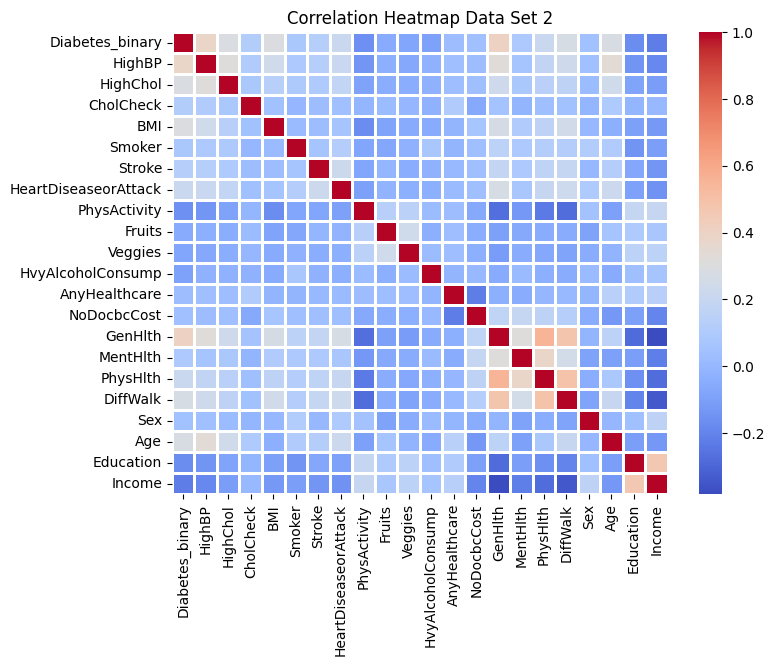 Correlation Heatmap Data Set 2
Diabetes_binary
HighBP
HighChol
CholCheck
BMI
Smoker
Stroke
HeartDiseaseorAttack
PhysActivity
Fruits
Veggies
HvyAlcoholConsump
AnyHealthcare
NoDocbcCost
GenHlth
MentHlth
PhysHlth
DiffWalk
Sex
Age
Education
Income
Diabetes_binary
HighBP
HighChol
CholCheck
BMI
Smoker
Stroke
HeartDiseaseorAttack
PhysActivity
Fruits
Veggies
HvyAlcoholConsump
AnyHealthcare
NoDocbcCost
GenHlth
MentHlth
PhysHlth
DiffWalk
Sex
Age
Education
Income
1.0
0.8
0.6
0.4
0.2
0.0
−0.2